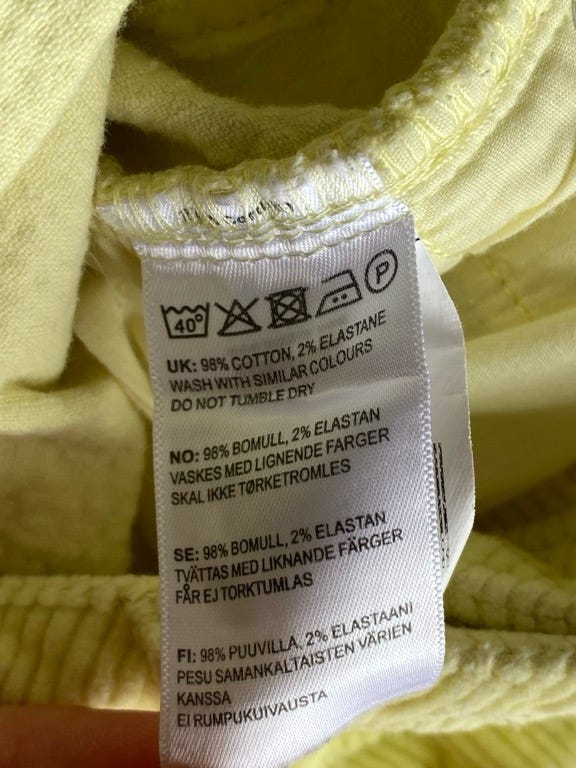 40° P
UK: 98% COTTON, 2% ELASTANE
WASH WITH SIMILAR COLOURS
DO NOT TUMBLE DRY
NO: 98% BOMULL, 2% ELASTAN
VASKES MED LIGNENDE FARGER
SKAL IKKE TØRKETROMLES
SE: 98% BOMULL, 2% ELASTAN
TVÄTTAS MED LIKNANDE FÄRGER
FÅR EJ TORKTUMLAS
FI: 98% PUUVILLA, 2% ELASTAANI
PESU SAMANKALTAISTEN VÄRIEN
KANSSA
EI RUMPUKUIVAUSTA